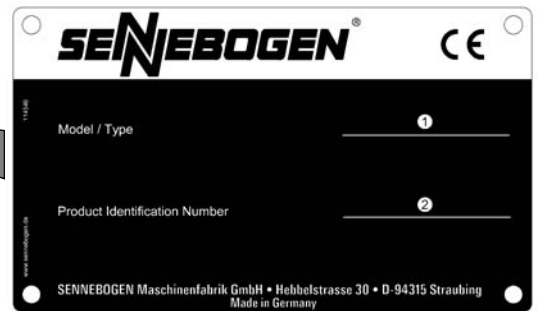 SENNEBOGEN® CE
114346
Model / Type 1
Product Identification Number 2
www.sennebogen.de
SENNEBOGEN Maschinenfabrik GmbH • Hebbelstrasse 30 • D-94315 Straubing
Made in Germany